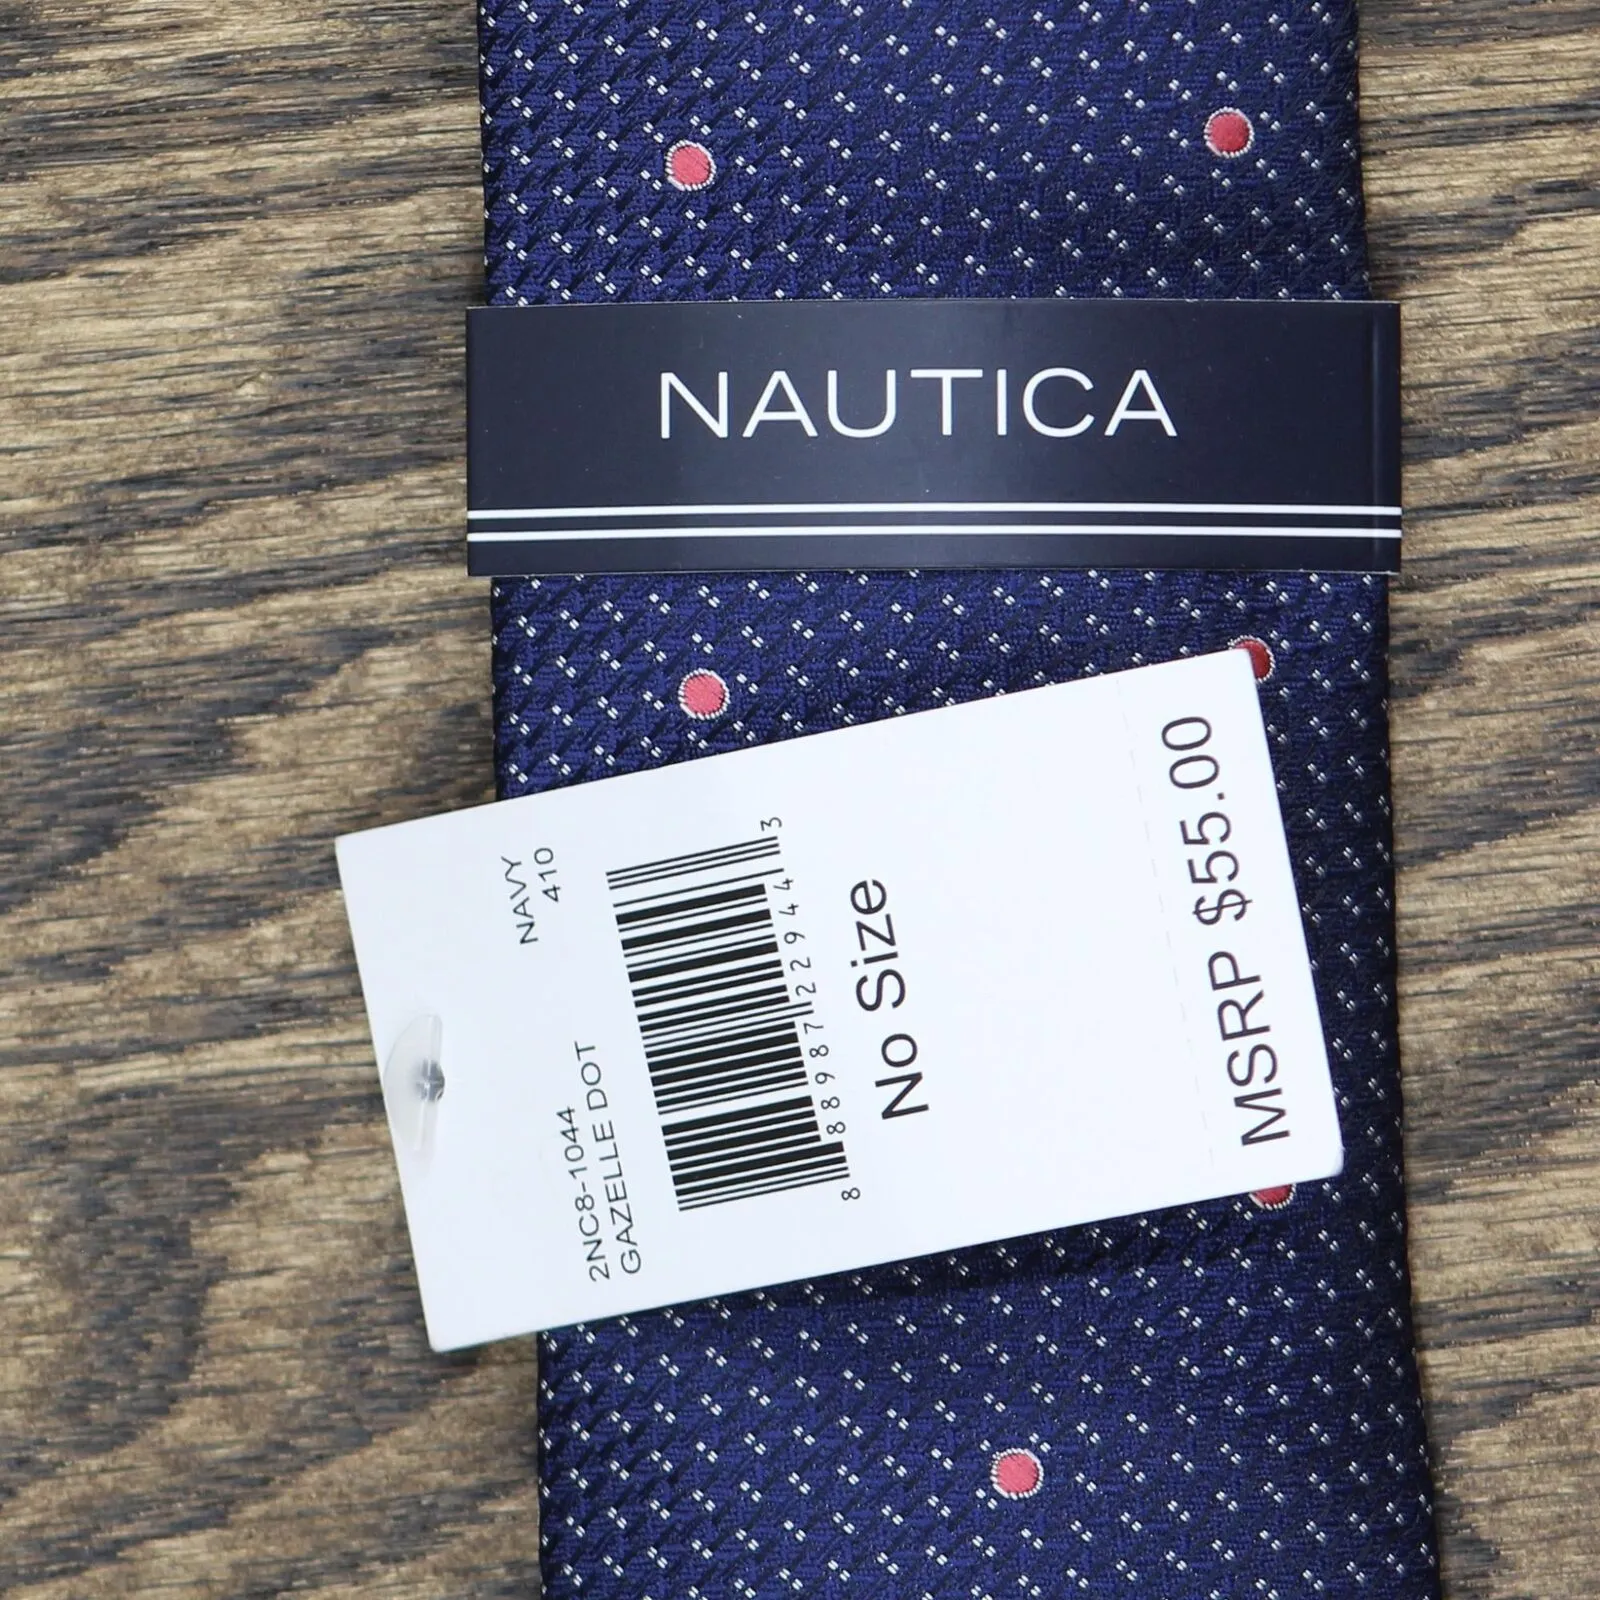 NAUTICA
2NC8-1044 NAVY
GAZELLE DOT 410
8 88987 22944 3
No Size
MSRP $55.00